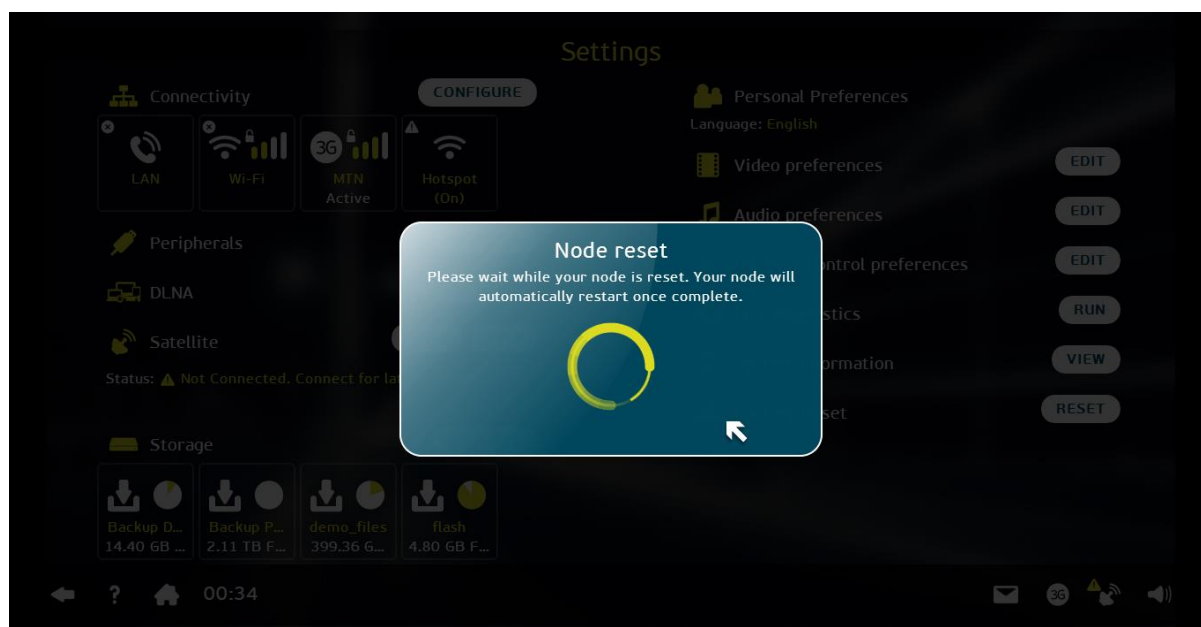 Settings
Connectivity
CONFIGURE
LAN
Wi-Fi
3G
MTN
Active
Hotspot
(On)
Peripherals
DLNA
Satellite
Status: Not Connected. Connect for la
Storage
Backup D...
14.40 GB ...
Backup P...
2.11 TB F...
demo_files
399.36 G...
flash
4.80 GB F...
Personal Preferences
Language: English
Video preferences
EDIT
Audio preferences
EDIT
ntrol preferences
EDIT
stics
RUN
ormation
VIEW
set
RESET
Node reset
Please wait while your node is reset. Your node will
automatically restart once complete.
?
00:34
3G